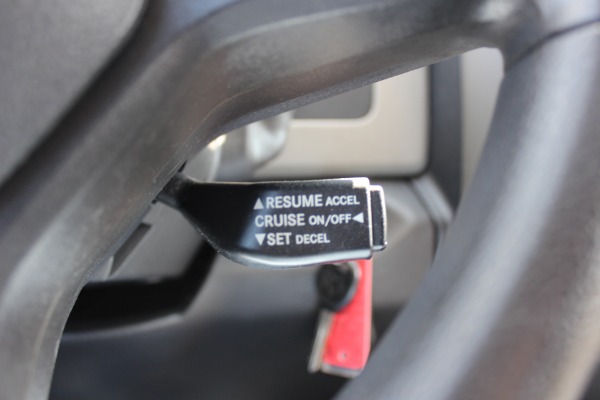 ▲RESUME ACCEL
CRUISE ON/OFF◀
▼SET DECEL